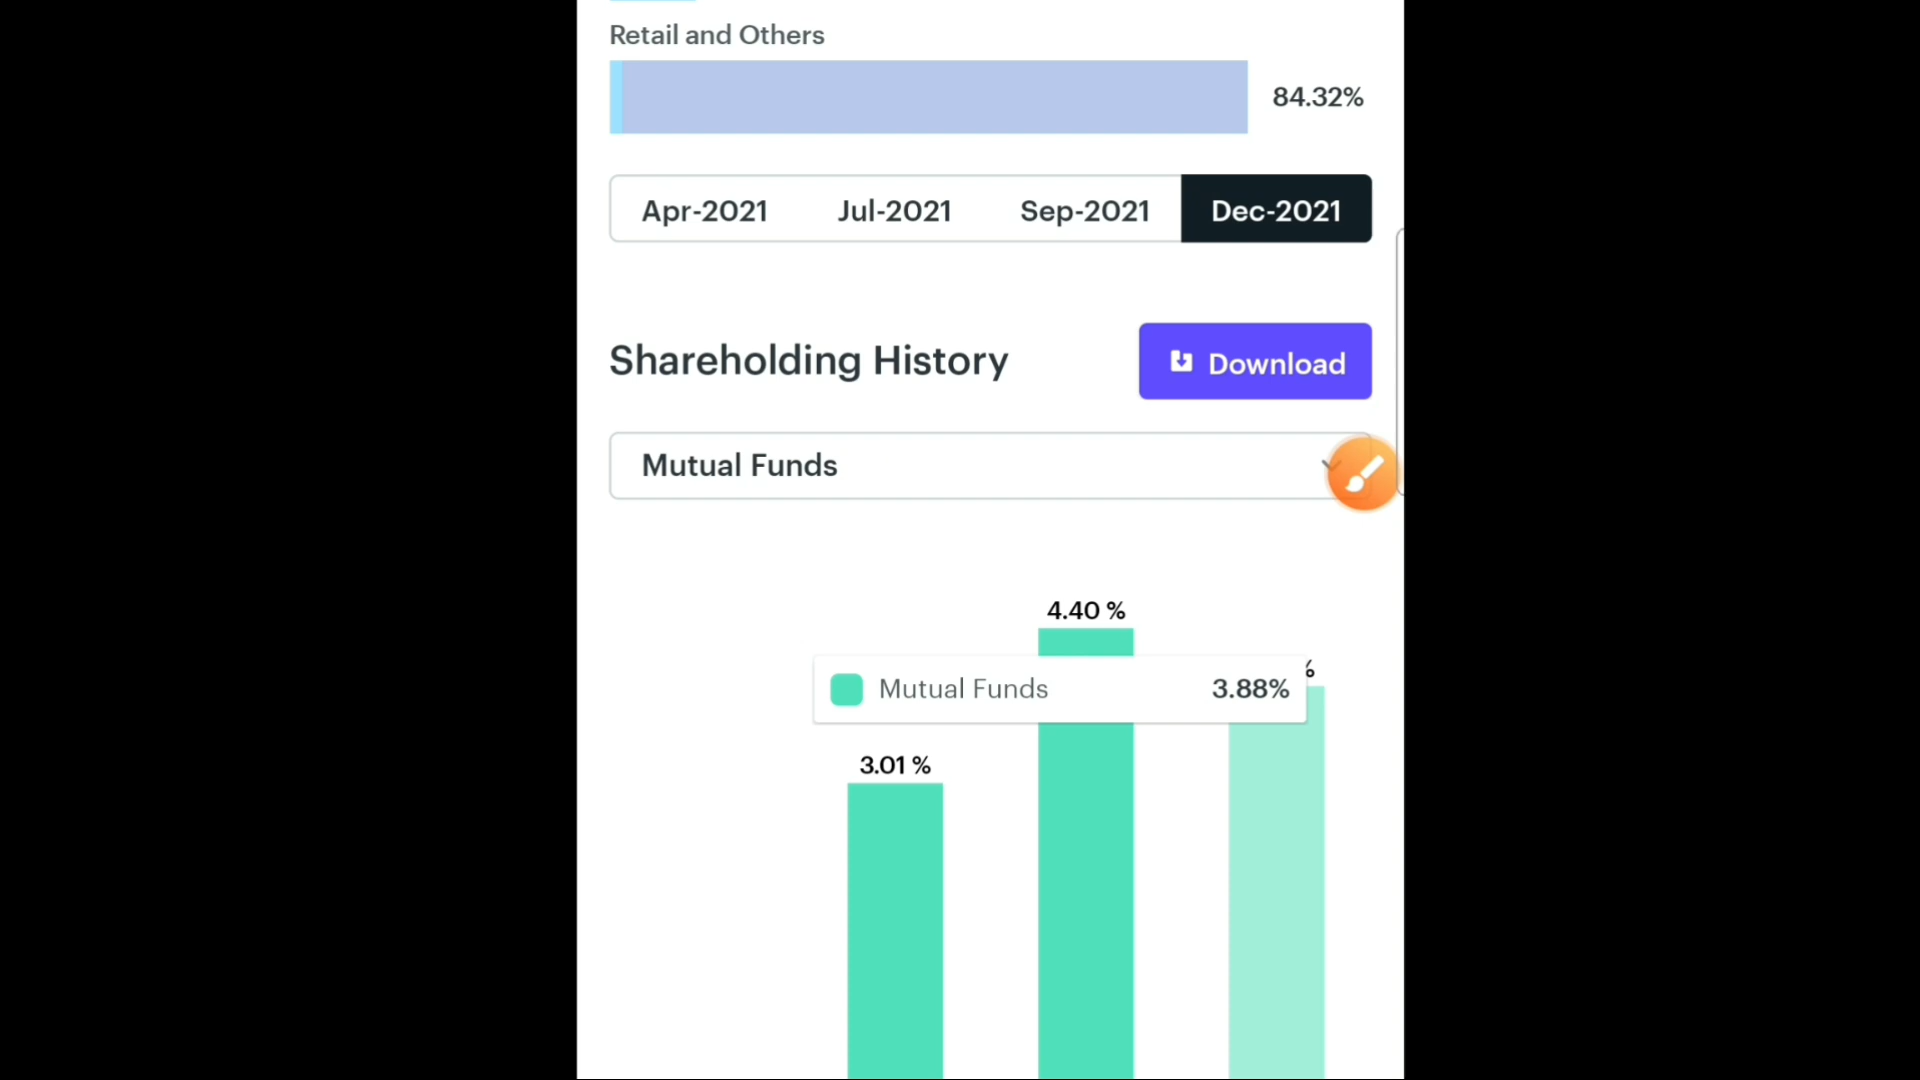 Retail and Others
84.32%
Apr-2021 Jul-2021 Sep-2021 Dec-2021
Shareholding History
Download
Mutual Funds
4.40 %
%
Mutual Funds 3.88%
3.01 %